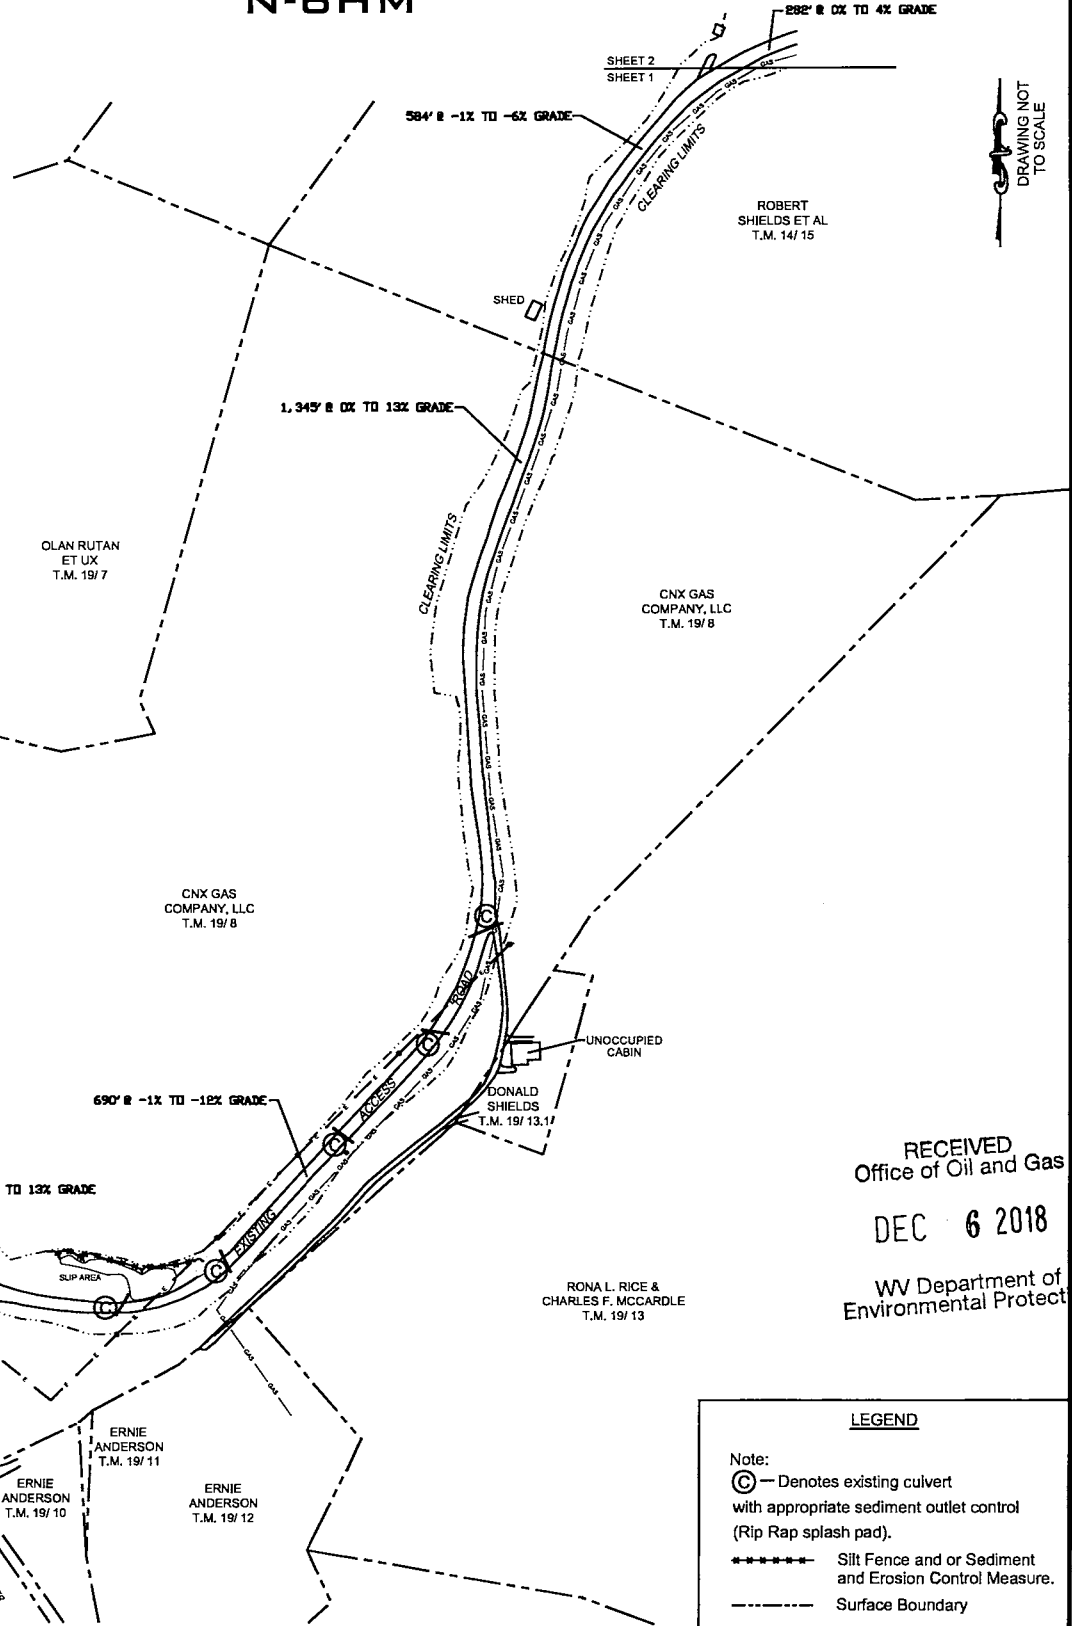 N-6HM
282' @ 0% TO 4% GRADE
SHEET 2
SHEET 1
584' @ -1% TO -6% GRADE
DRAWING NOT
TO SCALE
CLEARING LIMITS
ROBERT
SHIELDS ET AL
T.M. 14/ 15
SHED
1,345' @ 0% TO 13% GRADE
CLEARING LIMITS
OLAN RUTAN
ET UX
T.M. 19/ 7
CNX GAS
COMPANY, LLC
T.M. 19/ 8
CNX GAS
COMPANY, LLC
T.M. 19/ 8
C
ROAD
C
UNOCCUPIED
CABIN
ACCESS
DONALD
SHIELDS
T.M. 19/ 13.1
690' @ -1% TO -12% GRADE
C
RECEIVED
Office of Oil and Gas
DEC 6 2018
WV Department of
Environmental Protect
TO 13% GRADE
EXISTING
C
SLIP AREA
C
RONA L. RICE &
CHARLES F. MCCARDLE
T.M. 19/ 13
GAS
GAS
ERNIE
ANDERSON
T.M. 19/ 11
ERNIE
ANDERSON
T.M. 19/ 10
ERNIE
ANDERSON
T.M. 19/ 12
LEGEND
Note:
C — Denotes existing culvert
with appropriate sediment outlet control
(Rip Rap splash pad).
Silt Fence and or Sediment
and Erosion Control Measure.
Surface Boundary